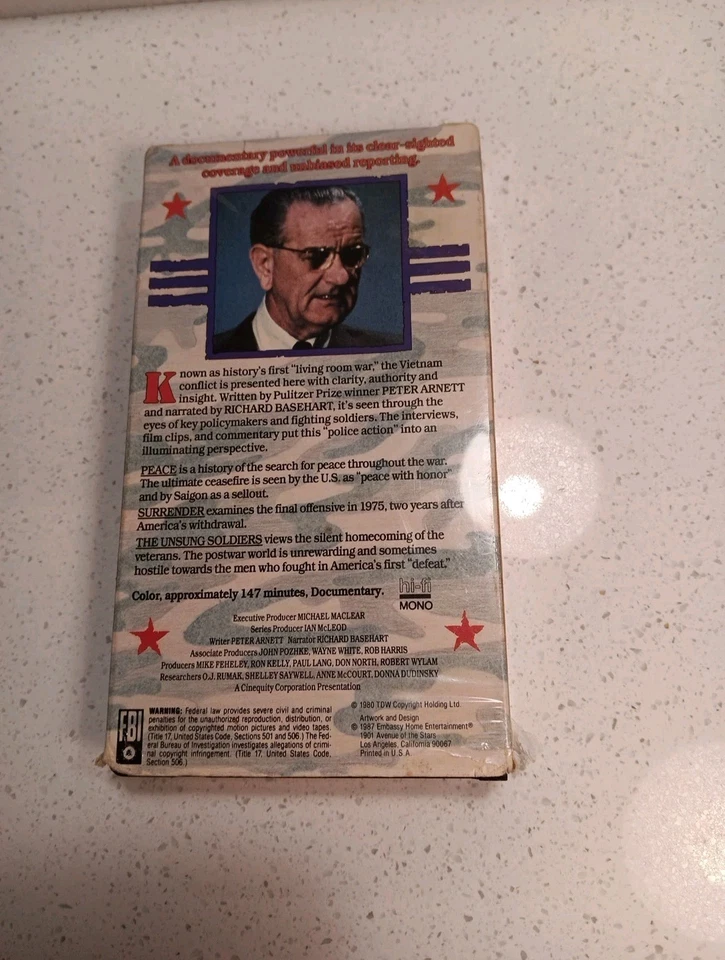 A documentary powerful in its clear-sighted
coverage and unbiased reporting.
Known as history's first "living room war," the Vietnam
conflict is presented here with clarity, authority and
insight. Written by Pulitzer Prize winner PETER ARNETT
and narrated by RICHARD BASEHART, it's seen through the
eyes of key policymakers and fighting soldiers. The interviews,
film clips, and commentary put this "police action" into an
illuminating perspective.
PEACE is a history of the search for peace throughout the war.
The ultimate ceasefire is seen by the U.S. as "peace with honor"
and by Saigon as a sellout.
SURRENDER examines the final offensive in 1975, two years after
America's withdrawal.
THE UNSUNG SOLDIERS views the silent homecoming of the
veterans. The postwar world is unrewarding and sometimes
hostile towards the men who fought in America's first "defeat."
Color, approximately 147 minutes, Documentary.
hi-fi
MONO
Executive Producer MICHAEL MACLEAR
Series Producer IAN McLEOD
Writer PETER ARNETT Narrator RICHARD BASEHART
Associate Producers JOHN POZHKE, WAYNE WHITE, ROB HARRIS
Producers MIKE FEHELEY, RON KELLY, PAUL LANG, DON NORTH, ROBERT WYLAM
Researchers O.J. RUMAK, SHELLEY SAYWELL, ANNE McCOURT, DONNA DUDINSKY
A Cinequity Corporation Presentation
FBI
WARNING: Federal law provides severe civil and criminal
penalties for the unauthorized reproduction, distribution, or
exhibition of copyrighted motion pictures and video tapes.
(Title 17, United States Code, Sections 501 and 506.) The Fed-
eral Bureau of Investigation investigates allegations of crimi-
nal copyright infringement. (Title 17, United States Code,
Section 506.)
© 1980 TDW Copyright Holding Ltd.
Artwork and Design
© 1987 Embassy Home Entertainment®
1901 Avenue of the Stars
Los Angeles, California 90067
Printed in U.S.A.